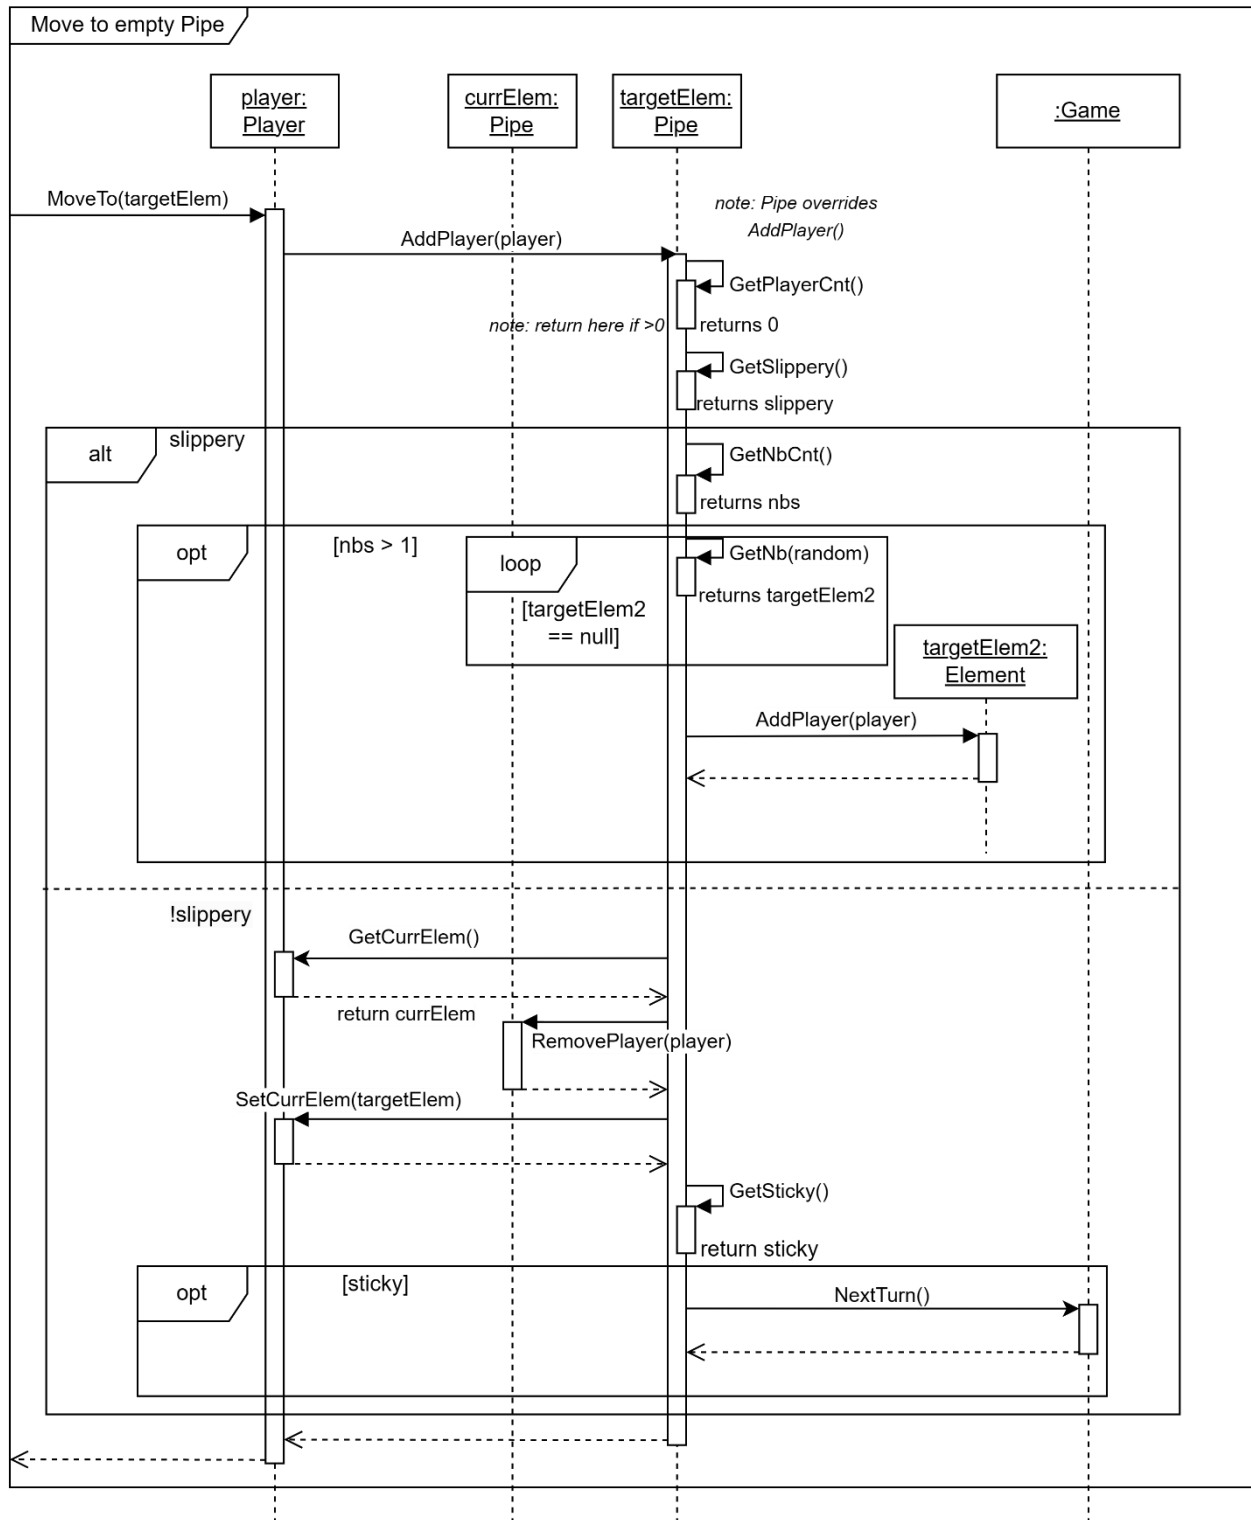 Move to empty Pipe
player:
Player
currElem:
Pipe
targetElem:
Pipe
:Game
MoveTo(targetElem)
note: Pipe overrides
AddPlayer()
AddPlayer(player)
GetPlayerCnt()
note: return here if >0
returns 0
GetSlippery()
returns slippery
alt
slippery
GetNbCnt()
returns nbs
opt
[nbs > 1]
loop
GetNb(random)
returns targetElem2
[targetElem2
== null]
targetElem2:
Element
AddPlayer(player)
!slippery
GetCurrElem()
return currElem
RemovePlayer(player)
SetCurrElem(targetElem)
GetSticky()
return sticky
opt
[sticky]
NextTurn()